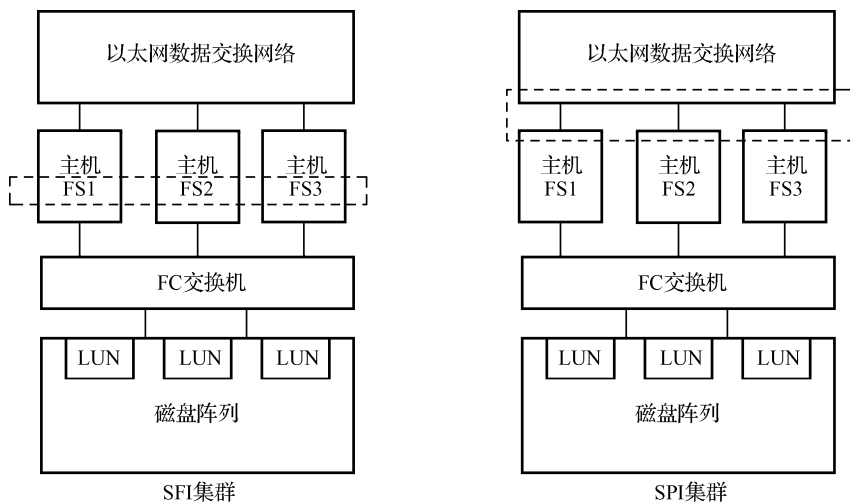 以太网数据交换网络
主机
FS1
主机
FS2
主机
FS3
FC交换机
LUN
LUN
LUN
磁盘阵列
SFI集群
以太网数据交换网络
主机
FS1
主机
FS2
主机
FS3
FC交换机
LUN
LUN
LUN
磁盘阵列
SPI集群